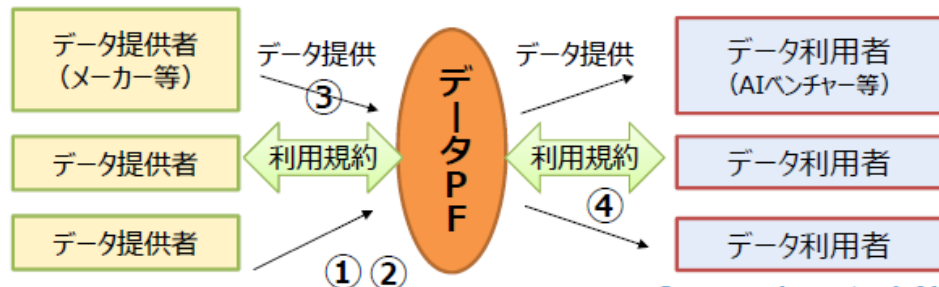 データ提供者
（メーカー等）
データ提供
③
データPF
データ提供
データ利用者
（AIベンチャー等）
データ提供者
利用規約
利用規約
データ利用者
④
データ提供者
データ利用者
① ②